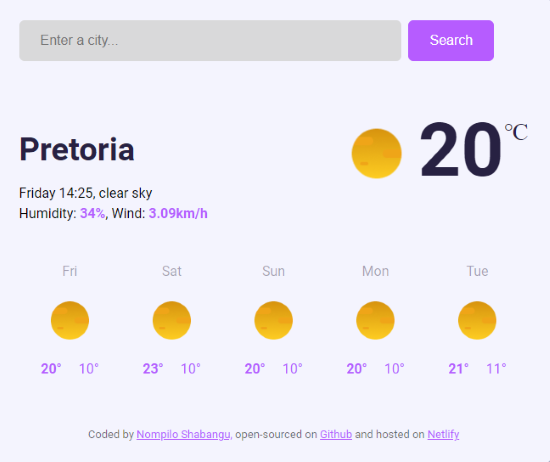 Enter a city...
Search
Pretoria
20°C
Friday 14:25, clear sky
Humidity: 34%, Wind: 3.09km/h
Fri Sat Sun Mon Tue
20° 10° 23° 10° 20° 10° 20° 10° 21° 11°
Coded by Nompilo Shabangu, open-sourced on Github and hosted on Netlify